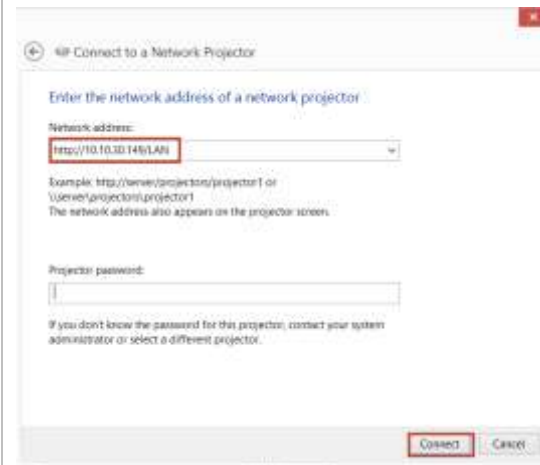 Connect to a Network Projector
Enter the network address of a network projector
Network address:
http://10.10.30.149/LAN
Example: http://server/projectors/projector1 or
\\server\projectors\projector1
The network address also appears on the projector screen.
Projector password:
If you don't know the password for this projector, contact your system
administrator or select a different projector.
Connect
Cancel